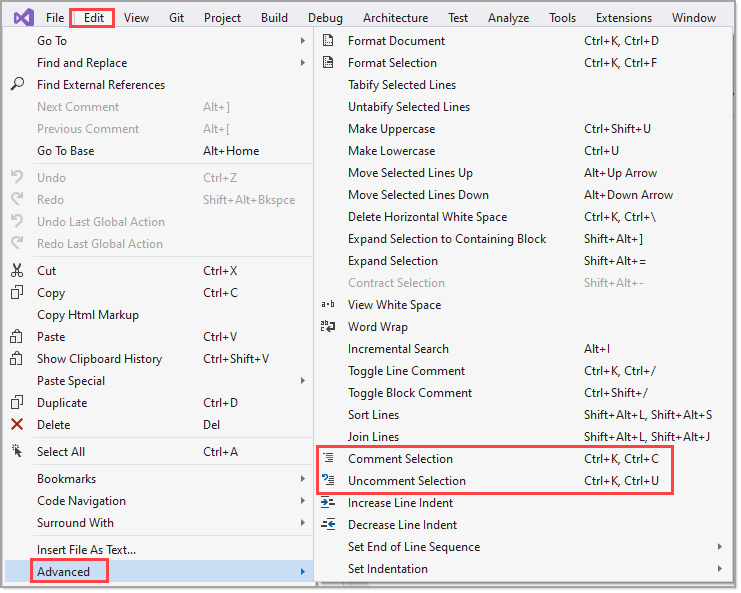 File Edit View Git Project Build Debug Architecture Test Analyze Tools Extensions Window
Go To
Find and Replace
Find External References
Next Comment Alt+]
Previous Comment Alt+[
Go To Base Alt+Home
Undo Ctrl+Z
Redo Shift+Alt+Bkspce
Undo Last Global Action
Redo Last Global Action
Cut Ctrl+X
Copy Ctrl+C
Copy Html Markup
Paste Ctrl+V
Show Clipboard History Ctrl+Shift+V
Paste Special
Duplicate Ctrl+D
Delete Del
Select All Ctrl+A
Bookmarks
Code Navigation
Surround With
Insert File As Text...
Advanced
Format Document Ctrl+K, Ctrl+D
Format Selection Ctrl+K, Ctrl+F
Tabify Selected Lines
Untabify Selected Lines
Make Uppercase Ctrl+Shift+U
Make Lowercase Ctrl+U
Move Selected Lines Up Alt+Up Arrow
Move Selected Lines Down Alt+Down Arrow
Delete Horizontal White Space Ctrl+K, Ctrl+\
Expand Selection to Containing Block Shift+Alt+]
Expand Selection Shift+Alt+=
Contract Selection Shift+Alt+-
View White Space
Word Wrap
Incremental Search Alt+I
Toggle Line Comment Ctrl+K, Ctrl+/
Toggle Block Comment Ctrl+Shift+/
Sort Lines Shift+Alt+L, Shift+Alt+S
Join Lines Shift+Alt+L, Shift+Alt+J
Comment Selection Ctrl+K, Ctrl+C
Uncomment Selection Ctrl+K, Ctrl+U
Increase Line Indent
Decrease Line Indent
Set End of Line Sequence
Set Indentation